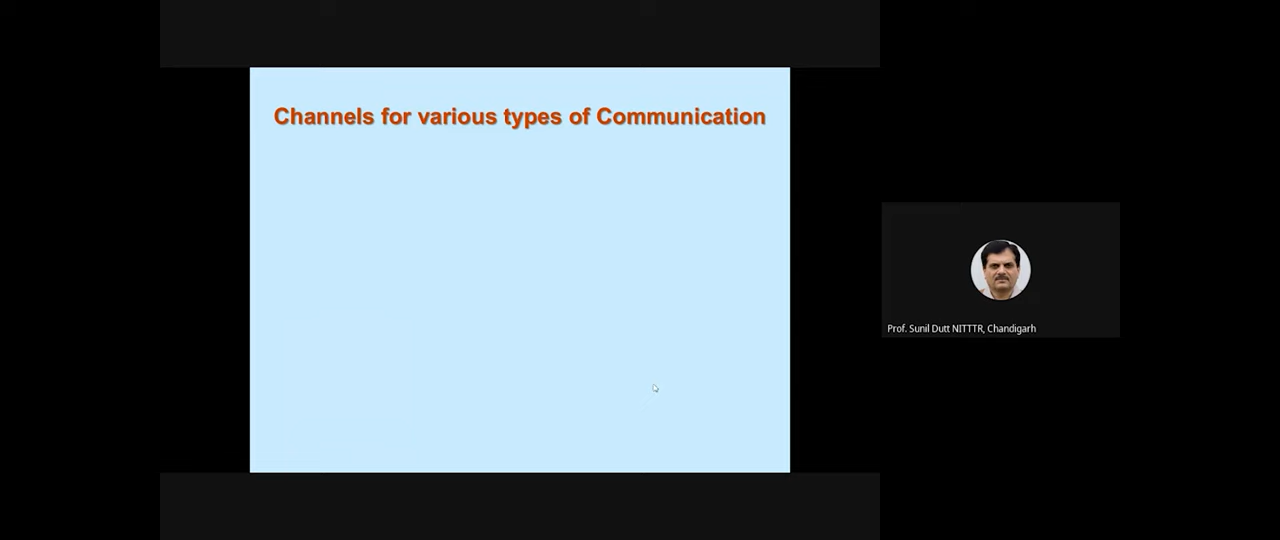 Channels for various types of Communication
Prof. Sunil Dutt NITTTR, Chandigarh